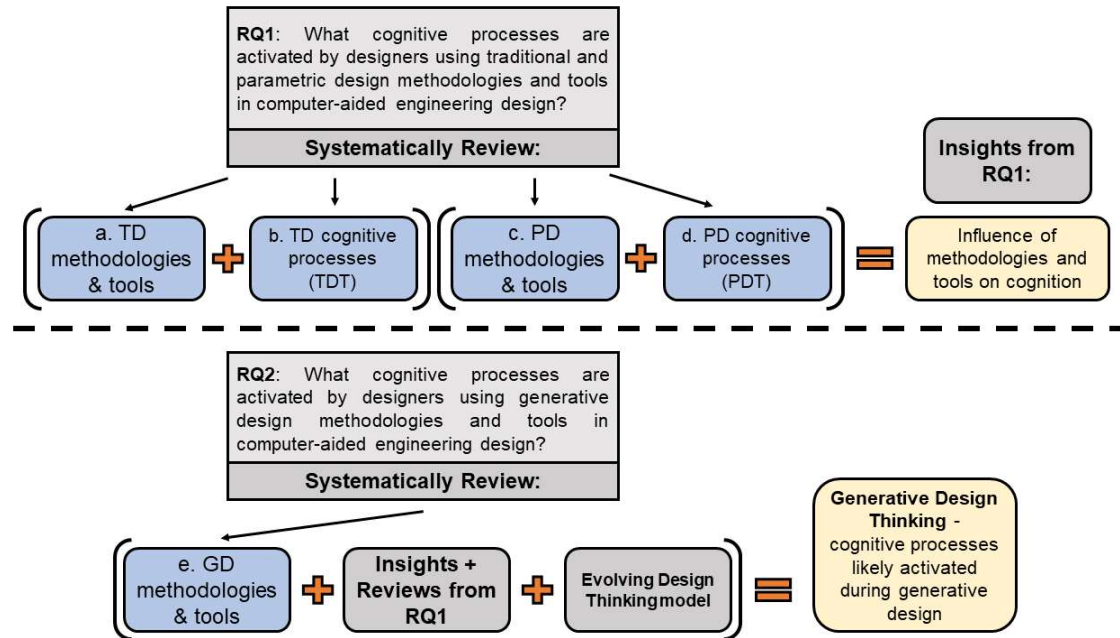 RQ1: What cognitive processes are
activated by designers using traditional and
parametric design methodologies and tools
in computer-aided engineering design?
Systematically Review:
Insights from
RQ1:
a. TD
methodologies
& tools
b. TD cognitive
processes
(TDT)
c. PD
methodologies
& tools
d. PD cognitive
processes
(PDT)
Influence of
methodologies and
tools on cognition
RQ2: What cognitive processes are
activated by designers using generative
design methodologies and tools in
computer-aided engineering design?
Systematically Review:
e. GD
methodologies
& tools
Insights +
Reviews from
RQ1
Evolving Design
Thinking model
Generative Design
Thinking -
cognitive processes
likely activated
during generative
design